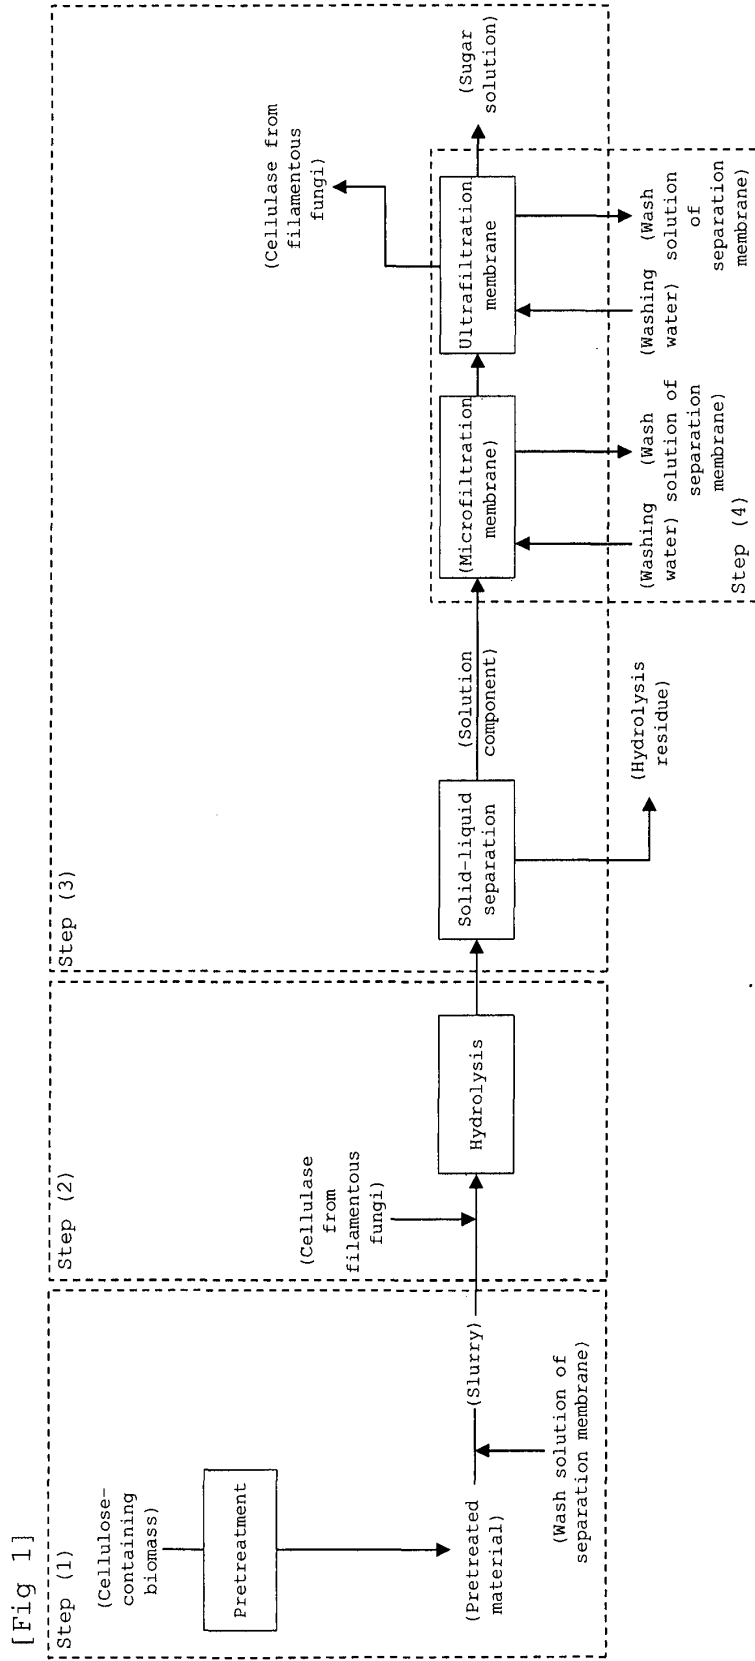 [Fig 1]
Step (1)
(Cellulose-
containing
biomass)
Pretreatment
(Pretreated
material)
(Slurry)
(Wash solution of
separation membrane)
Step (2)
(Cellulase
from
filamentous
fungi)
Hydrolysis
Step (3)
Solid-liquid
separation
(Hydrolysis
residue)
(Solution
component)
(Microfiltration
membrane)
(Washing
water)
(Wash
solution of
separation
membrane)
Ultrafiltration
membrane
(Cellulase from
filamentous
fungi)
(Washing
water)
(Wash
solution
of
separation
membrane)
(Sugar
solution)
Step (4)